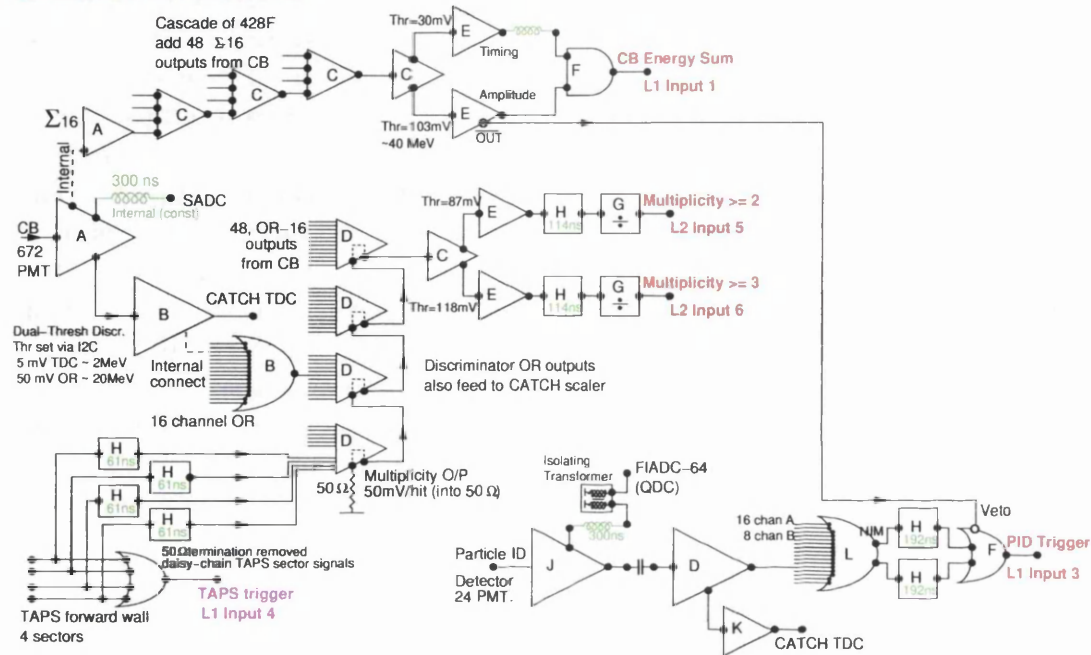 Cascade of 428F
add 48 Σ16
outputs from CB
Thr=30mV
E
Timing
F
CB Energy Sum
L1 Input 1
C
C
C
C
Σ16
A
E
Amplitude
Thr=103mV
~40 MeV
OUT
Internal
300 ns
SADC
Internal (const)
CB
672
PMT
A
48, OR-16
outputs
from CB
D
C
Thr=87mV
E
H
114ns
G
÷
Multiplicity >= 2
L2 Input 5
Thr=118mV
E
H
114ns
G
÷
Multiplicity >= 3
L2 Input 6
B
CATCH TDC
D
Dual-Thresh Discr.
Thr set via I2C
5 mV TDC ~ 2MeV
50 mV OR ~ 20MeV
Internal
connect
B
16 channel OR
D
Discriminator OR outputs
also feed to CATCH scaler
D
Multiplicity O/P
50mV/hit (into 50 Ω)
50 Ω
H
61ns
H
61ns
H
61ns
H
61ns
50Ωtermination removed
daisy-chain TAPS sector signals
TAPS trigger
L1 Input 4
TAPS forward wall
4 sectors
Isolating
Transformer
FIADC-64
(QDC)
300ns
Particle ID
Detector
24 PMT.
J
D
K
CATCH TDC
16 chan A
8 chan B
L
NIM
H
192ns
H
192ns
Veto
F
PID Trigger
L1 Input 3